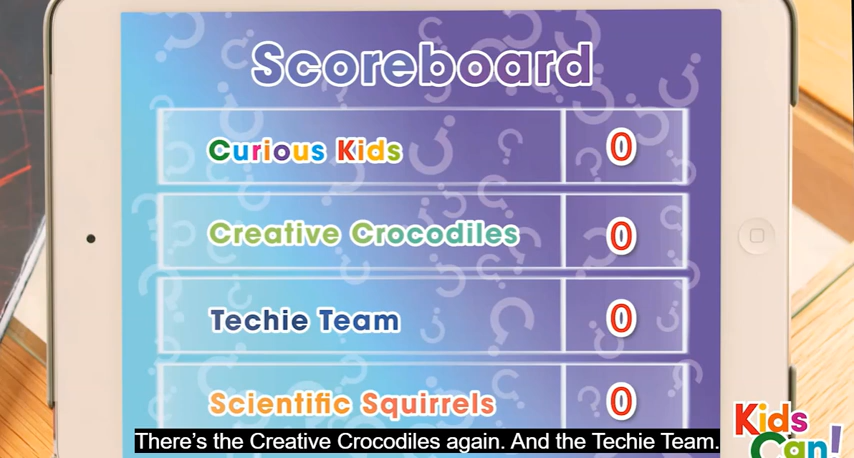 Scoreboard
Curious Kids 0
Creative Crocodiles 0
Techie Team 0
Scientific Squirrels 0
There's the Creative Crocodiles again. And the Techie Team.
Kids
Can!